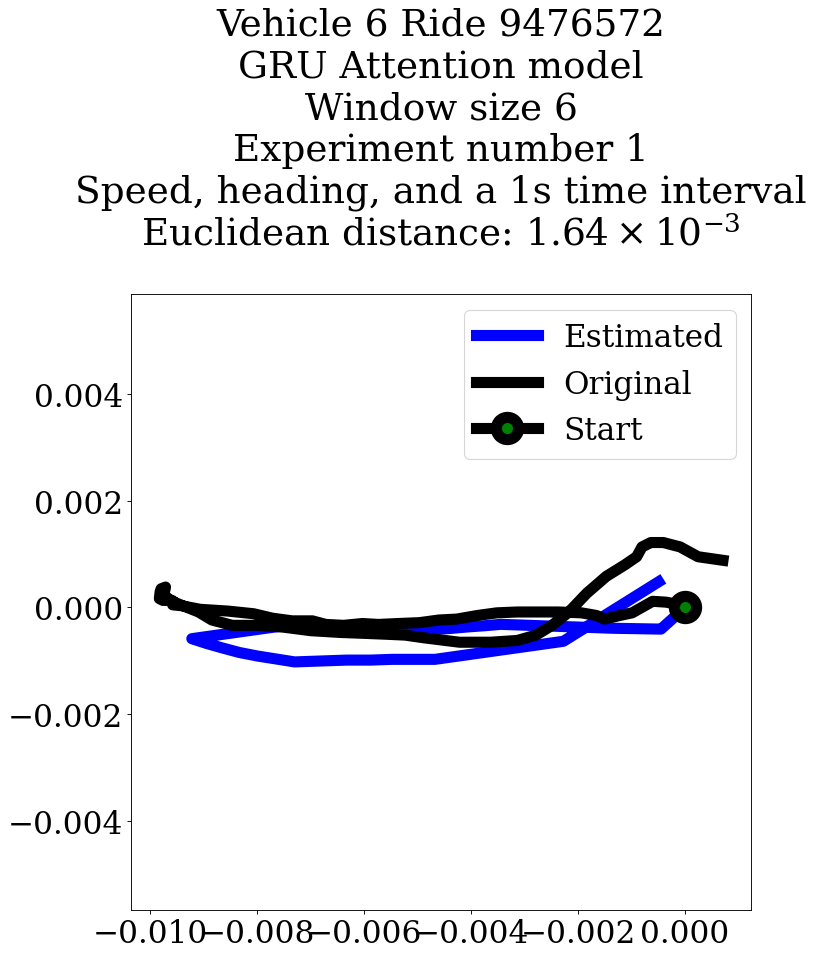 Vehicle 6 Ride 9476572
GRU Attention model
Window size 6
Experiment number 1
Speed, heading, and a 1s time interval
Euclidean distance: 1.64 × 10⁻³
Estimated
Original
Start
0.004
0.002
0.000
−0.002
−0.004
−0.010 −0.008 −0.006 −0.004 −0.002 0.000